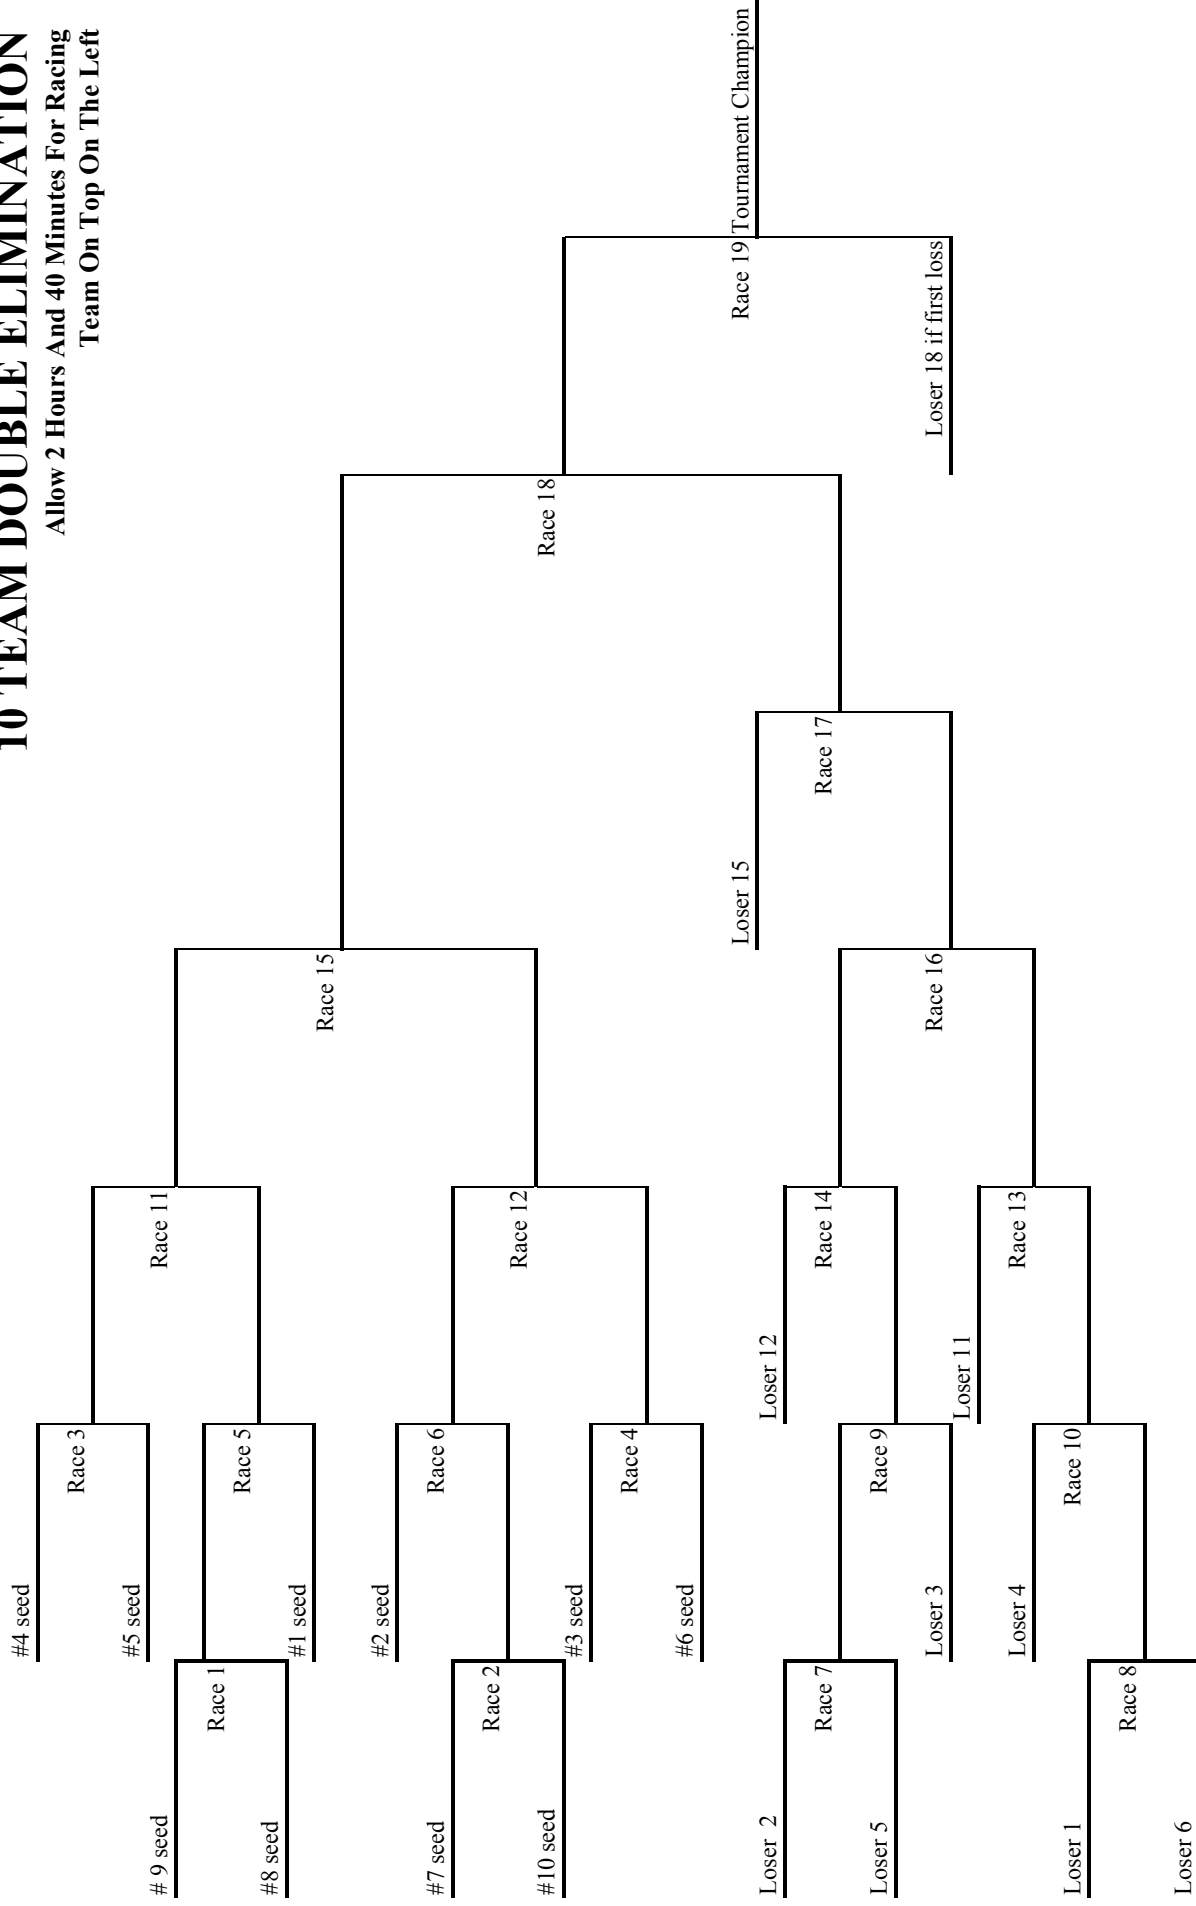 10 TEAM DOUBLE ELIMINATION
Allow 2 Hours And 40 Minutes For Racing
Team On Top On The Left
#4 seed
Race 3
#5 seed
Race 11
# 9 seed
Race 1
#8 seed
Race 5
#1 seed
Race 15
#2 seed
Race 6
#7 seed
Race 2
#10 seed
Race 12
#3 seed
Race 4
#6 seed
Race 18
Loser 15
Race 19
Tournament Champion
Loser 2
Race 7
Loser 5
Loser 12
Race 14
Race 17
Race 9
Loser 3
Race 16
Loser 18 if first loss
Loser 11
Race 13
Loser 4
Race 10
Loser 1
Race 8
Loser 6